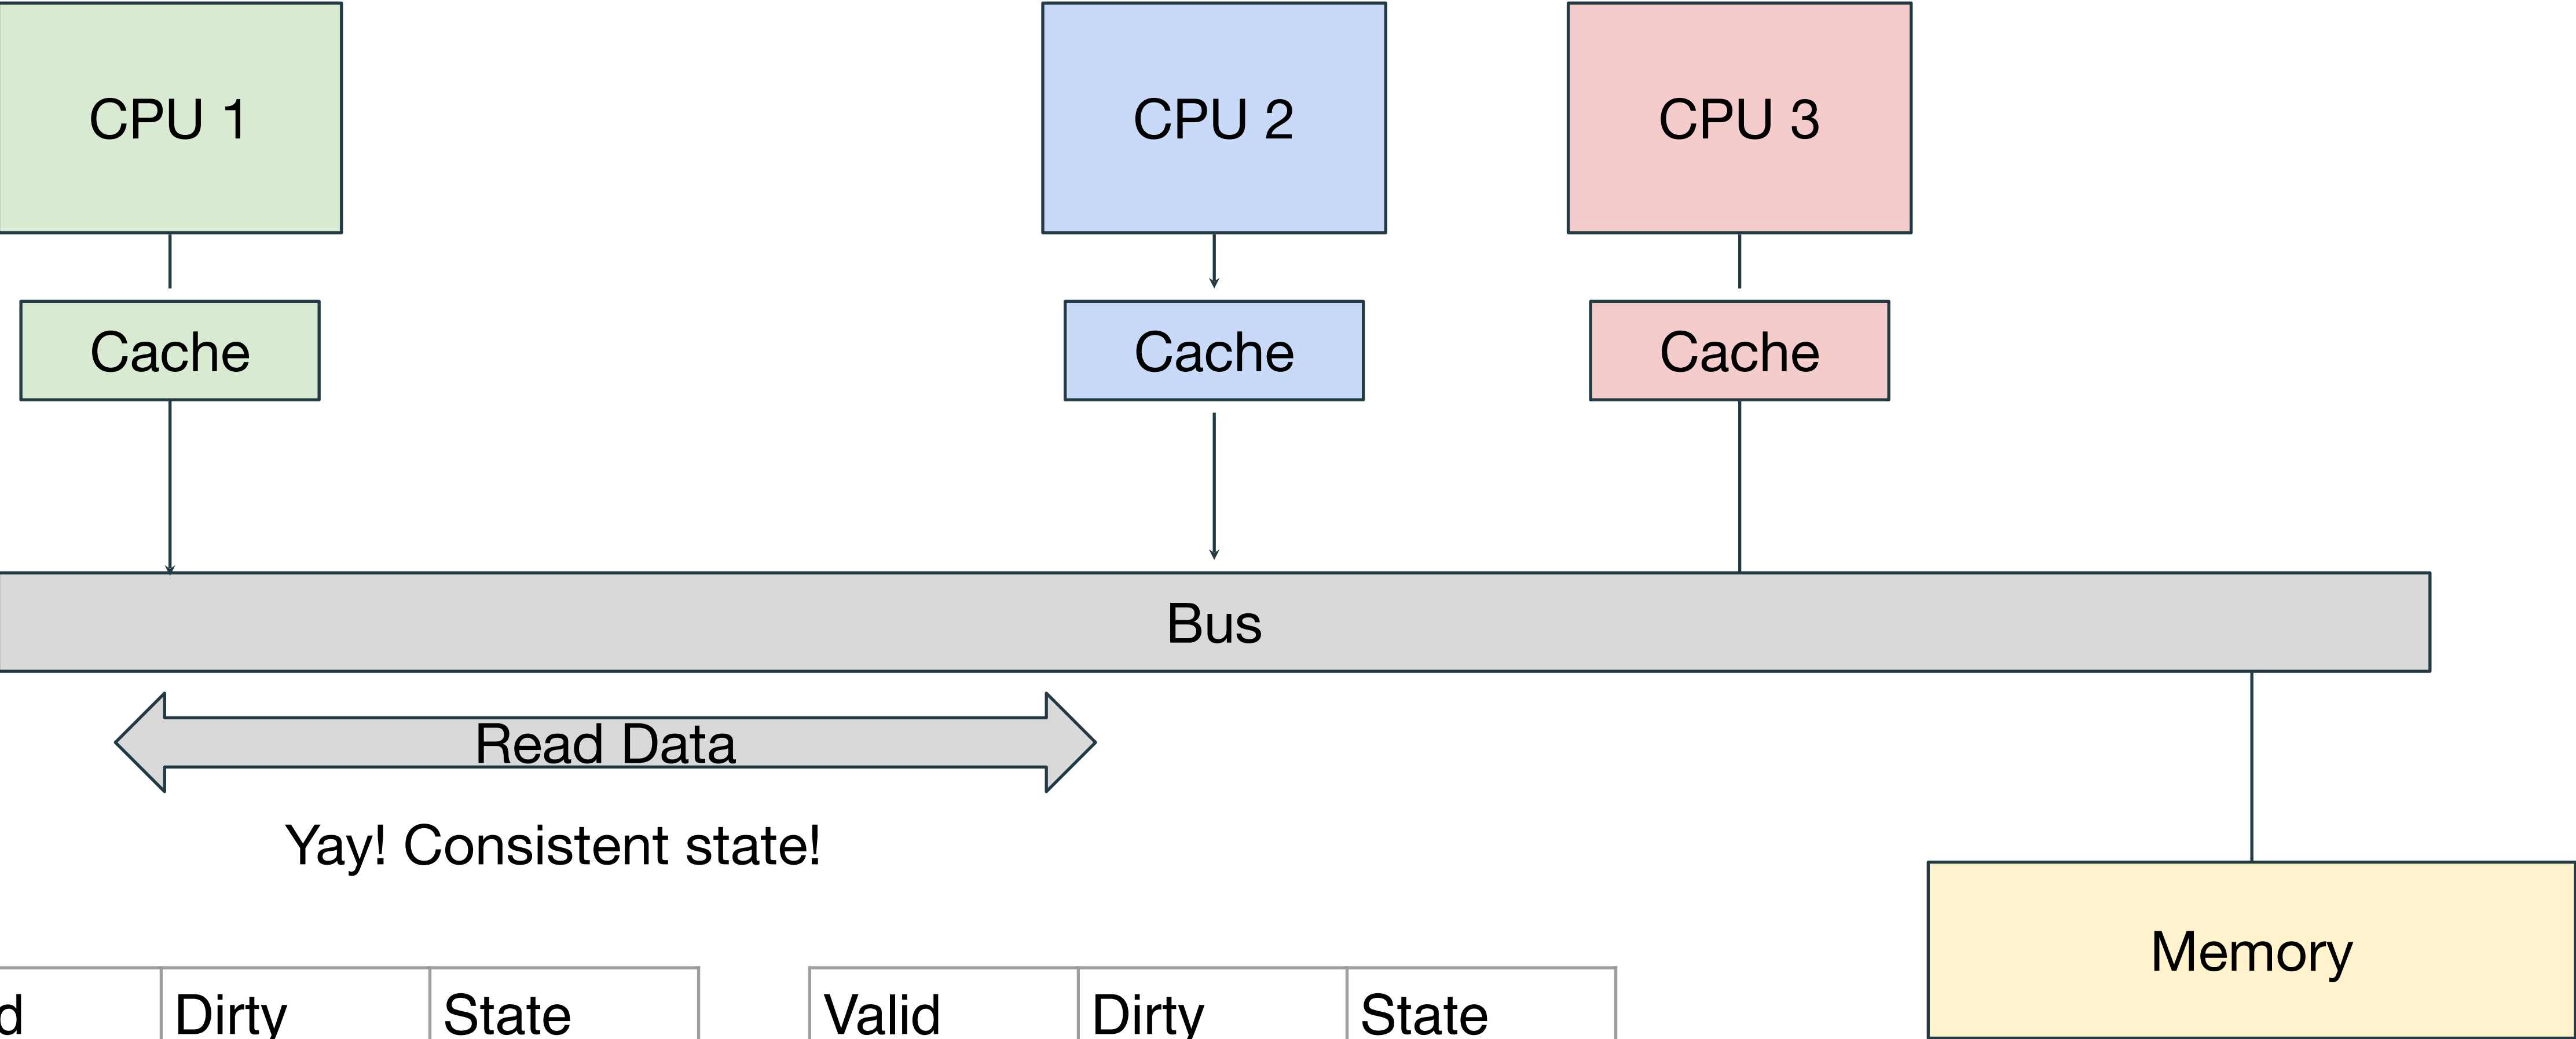 CPU 1
CPU 2
CPU 3
Cache
Cache
Cache
Bus
Read Data
Yay! Consistent state!
Memory
d
Dirty
State
Valid
Dirty
State